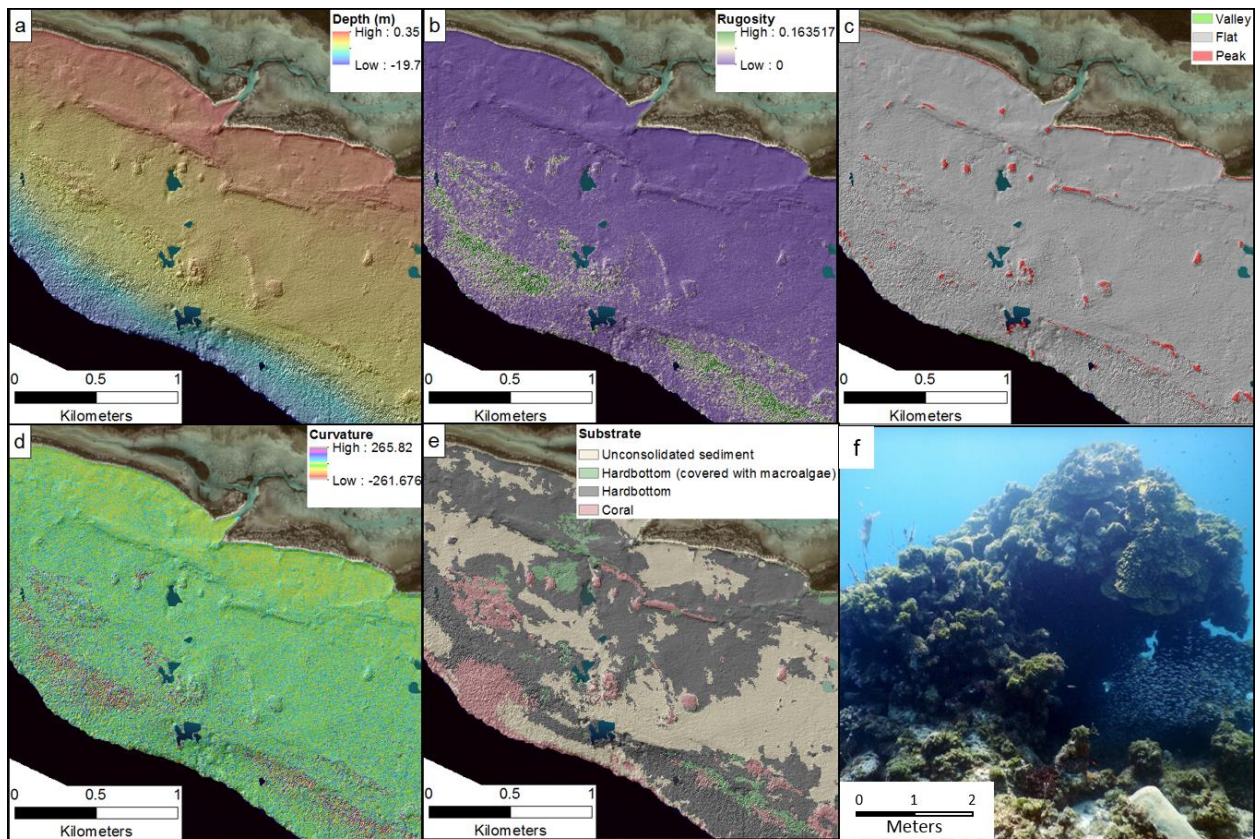 a
Depth (m)
High : 0.35
Low : -19.7
0 0.5 1
Kilometers
b
Rugosity
High : 0.163517
Low : 0
0 0.5 1
Kilometers
c
Valley
Flat
Peak
0 0.5 1
Kilometers
d
Curvature
High : 265.82
Low : -261.676
0 0.5 1
Kilometers
e
Substrate
Unconsolidated sediment
Hardbottom (covered with macroalgae)
Hardbottom
Coral
0 0.5 1
Kilometers
f
0 1 2
Meters